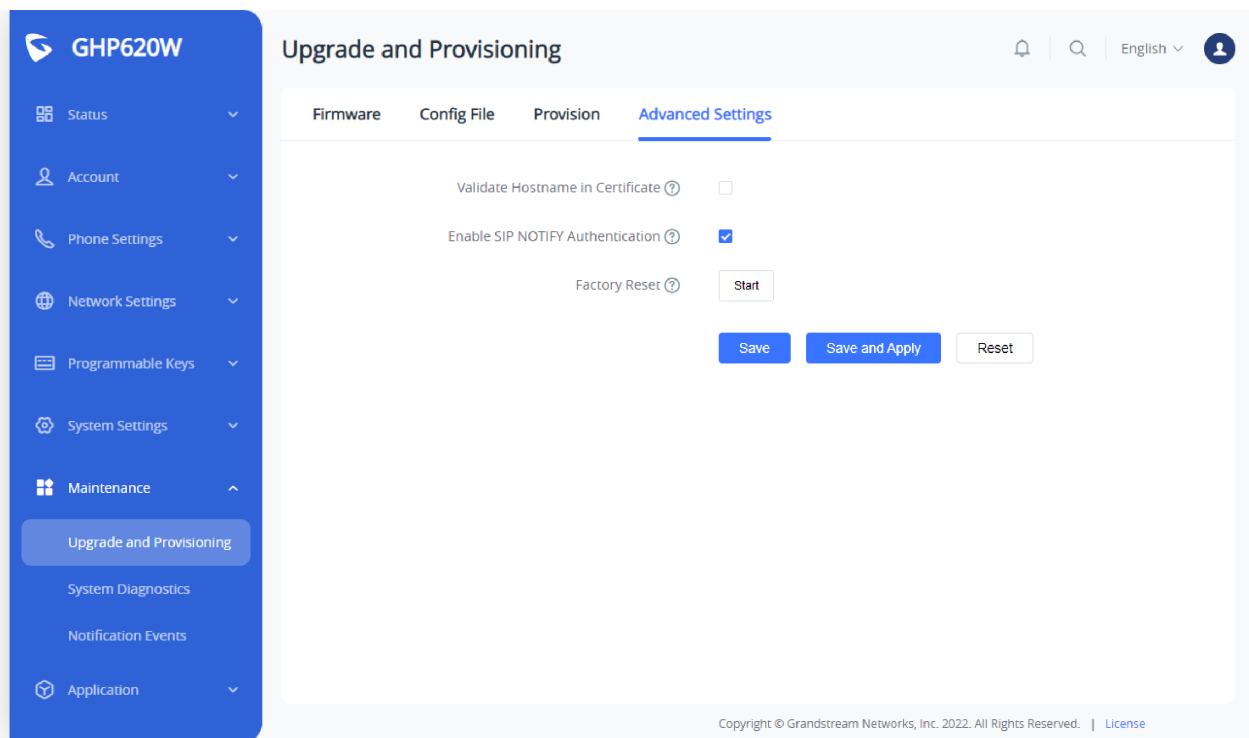 GHP620W
Upgrade and Provisioning
English
Status
Account
Phone Settings
Network Settings
Programmable Keys
System Settings
Maintenance
Upgrade and Provisioning
System Diagnostics
Notification Events
Application
Firmware Config File Provision Advanced Settings
Validate Hostname in Certificate ?
Enable SIP NOTIFY Authentication ?
Factory Reset ? Start
Save Save and Apply Reset
Copyright © Grandstream Networks, Inc. 2022. All Rights Reserved. | License